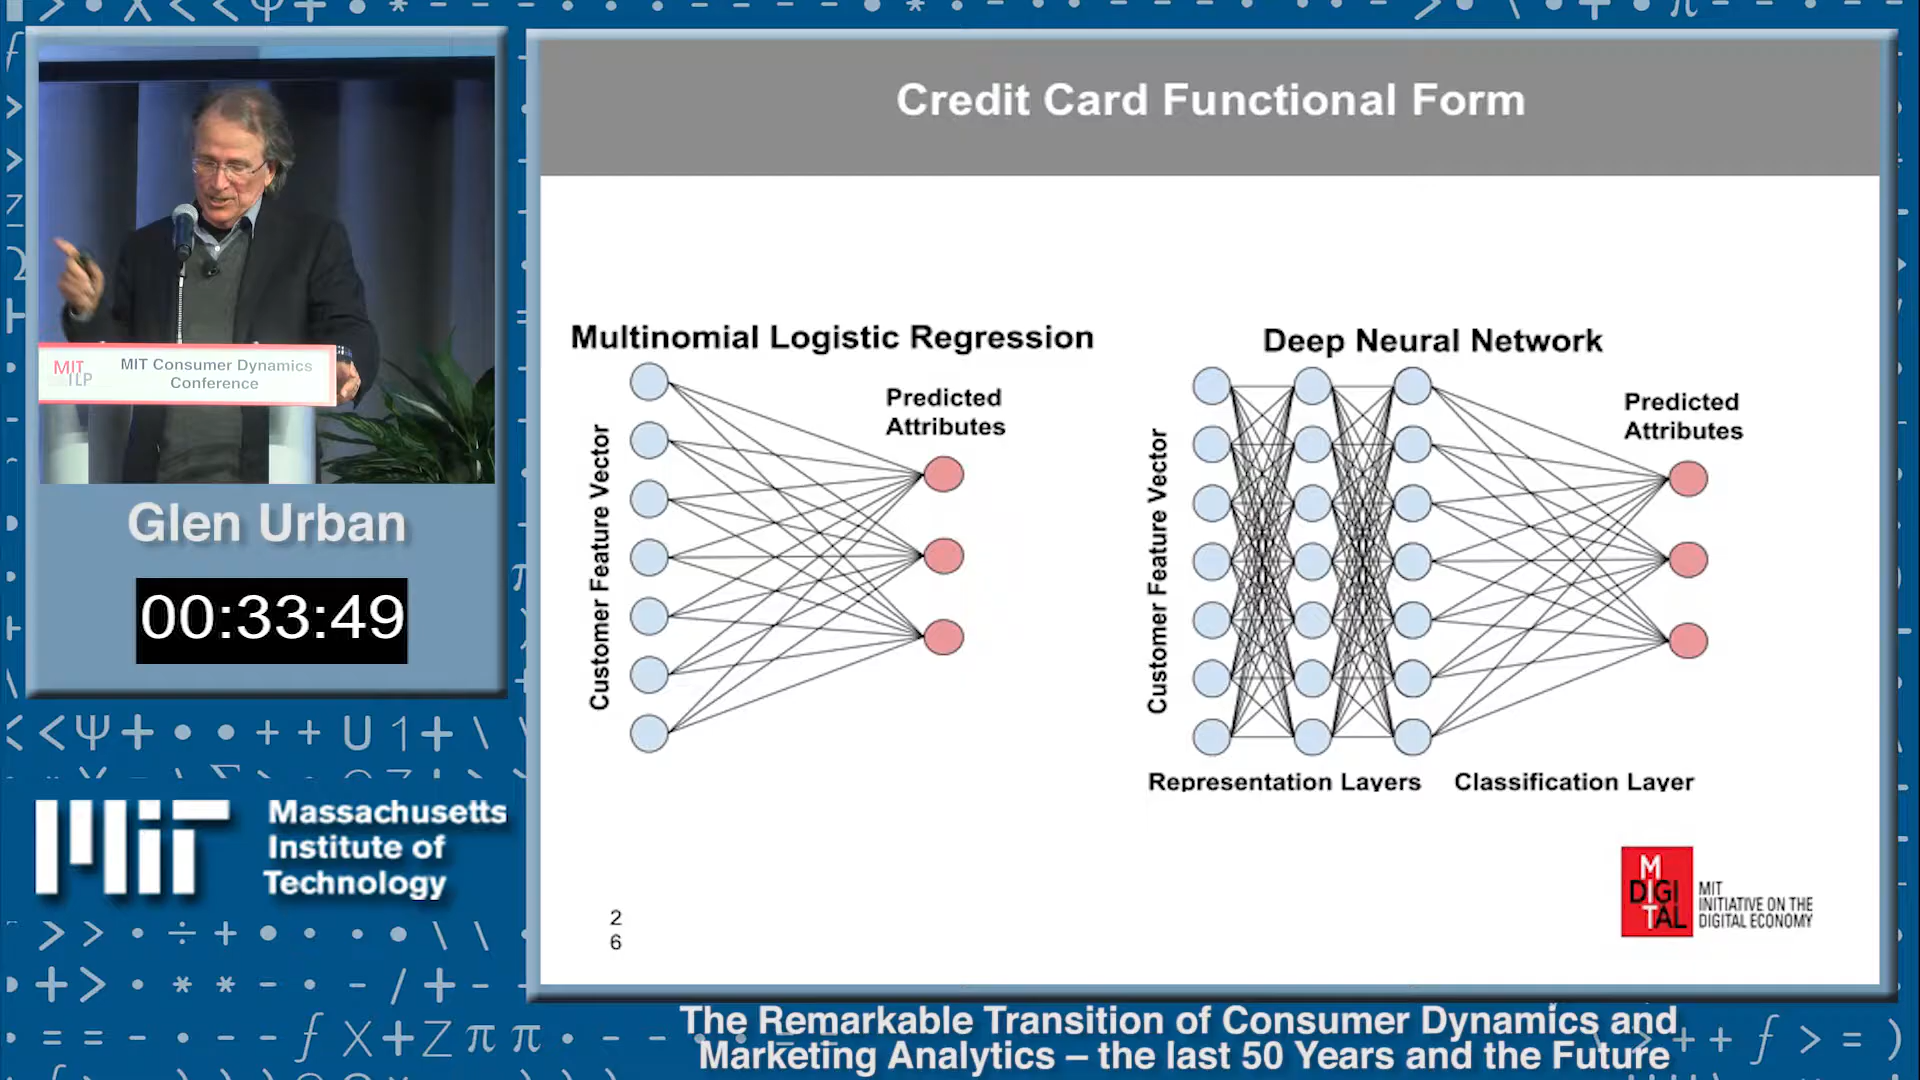 Credit Card Functional Form
Multinomial Logistic Regression
Customer Feature Vector
Predicted
Attributes
Deep Neural Network
Customer Feature Vector
Predicted
Attributes
Representation Layers
Classification Layer
2
6
M
DIGI
TAL
MIT
INITIATIVE ON THE
DIGITAL ECONOMY
MIT
ILP
MIT Consumer Dynamics
Conference
Glen Urban
00:33:49
MIT
Massachusetts
Institute of
Technology
The Remarkable Transition of Consumer Dynamics and
Marketing Analytics – the last 50 Years and the Future